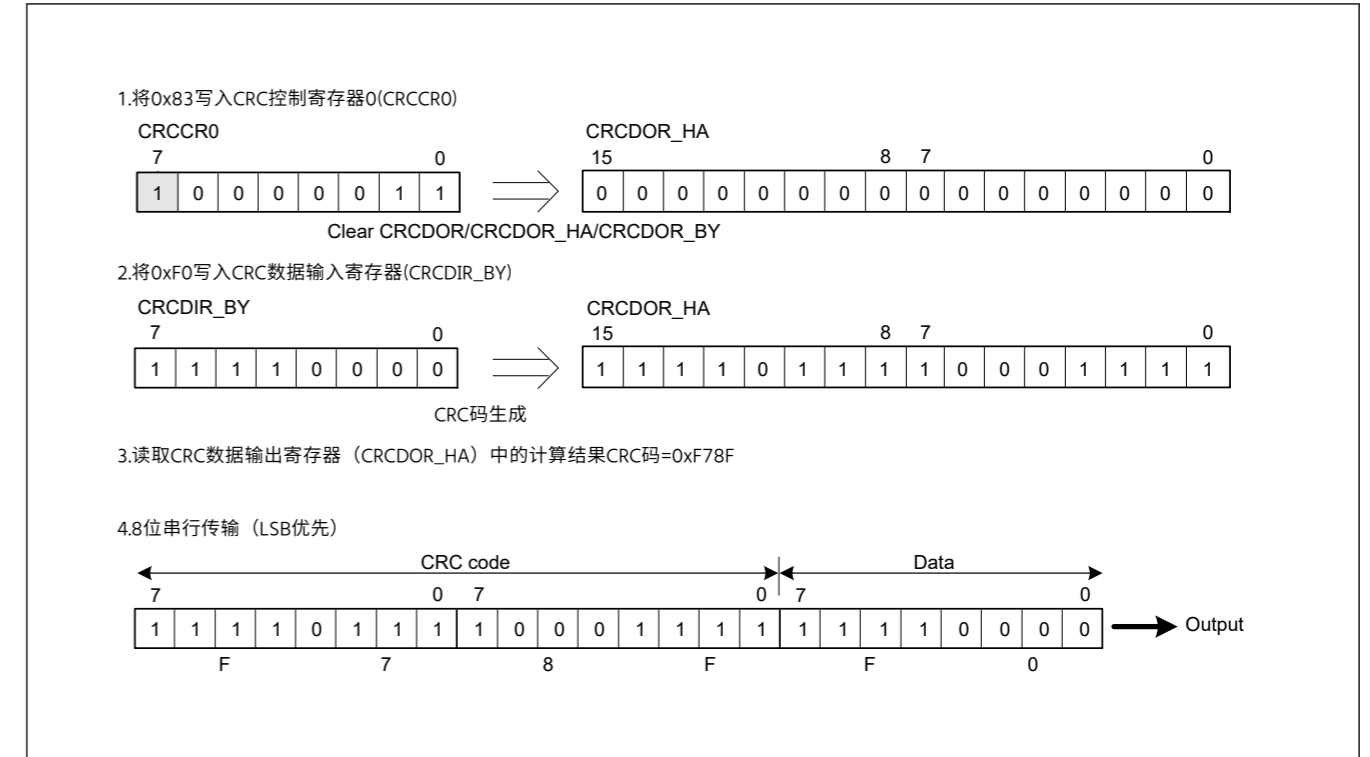 1.将0x83写入CRC控制寄存器0(CRCCR0)
CRCCR0 CRCDOR_HA
7 0 15 8 7 0
1 0 0 0 0 0 1 1 0 0 0 0 0 0 0 0 0 0 0 0 0 0 0 0
Clear CRCDOR/CRCDOR_HA/CRCDOR_BY
2.将0xF0写入CRC数据输入寄存器(CRCDIR_BY)
CRCDIR_BY CRCDOR_HA
7 0 15 8 7 0
1 1 1 1 0 0 0 0 1 1 1 1 0 1 1 1 1 0 0 0 1 1 1 1
CRC码生成
3.读取CRC数据输出寄存器（CRCDOR_HA）中的计算结果CRC码=0xF78F
4.8位串行传输（LSB优先）
CRC code Data
7 0 7 0 7 0
1 1 1 1 0 1 1 1 1 0 0 0 1 1 1 1 1 1 1 1 0 0 0 0 Output
F 7 8 F F 0